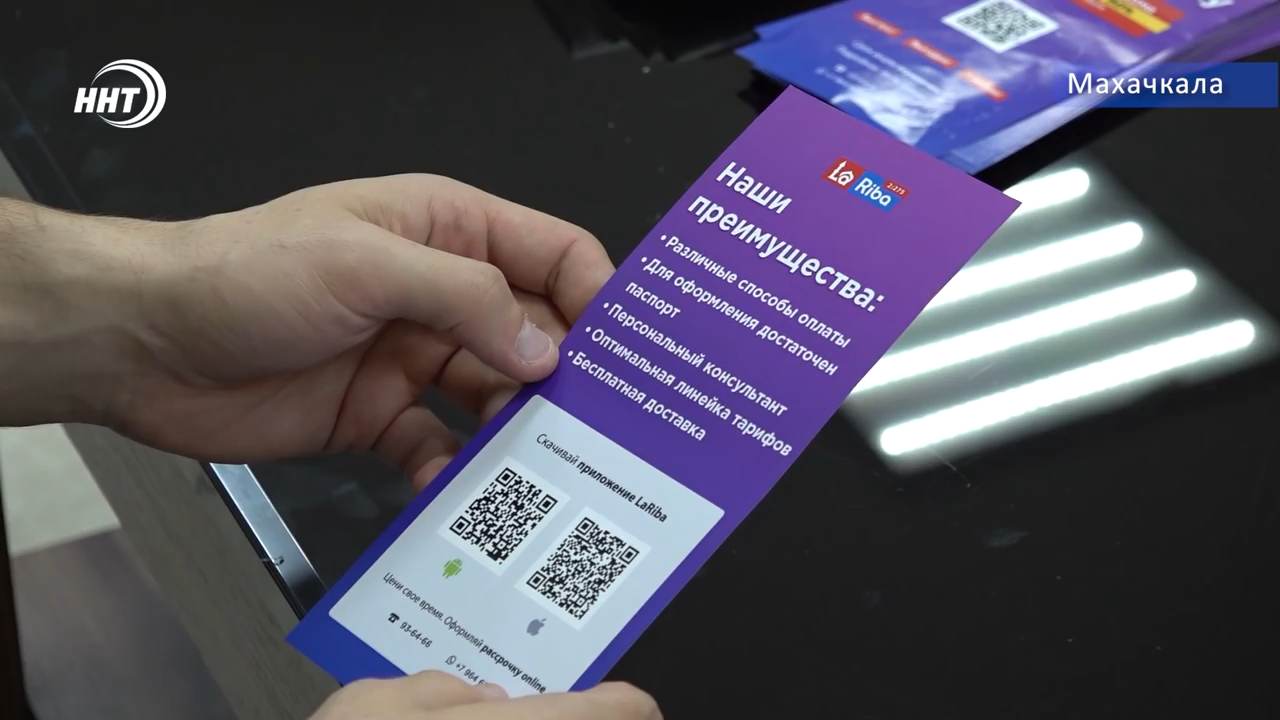 ННТ
Махачкала
La Riba 2:275
Наши
преимущества:
• Различные способы оплаты
• Для оформления достаточен
паспорт
• Персональный консультант
• Оптимальная линейка тарифов
• Бесплатная доставка
Скачивай приложение LaRiba
Цени свое время. Оформляй рассрочку online
93-64-66
+7 964